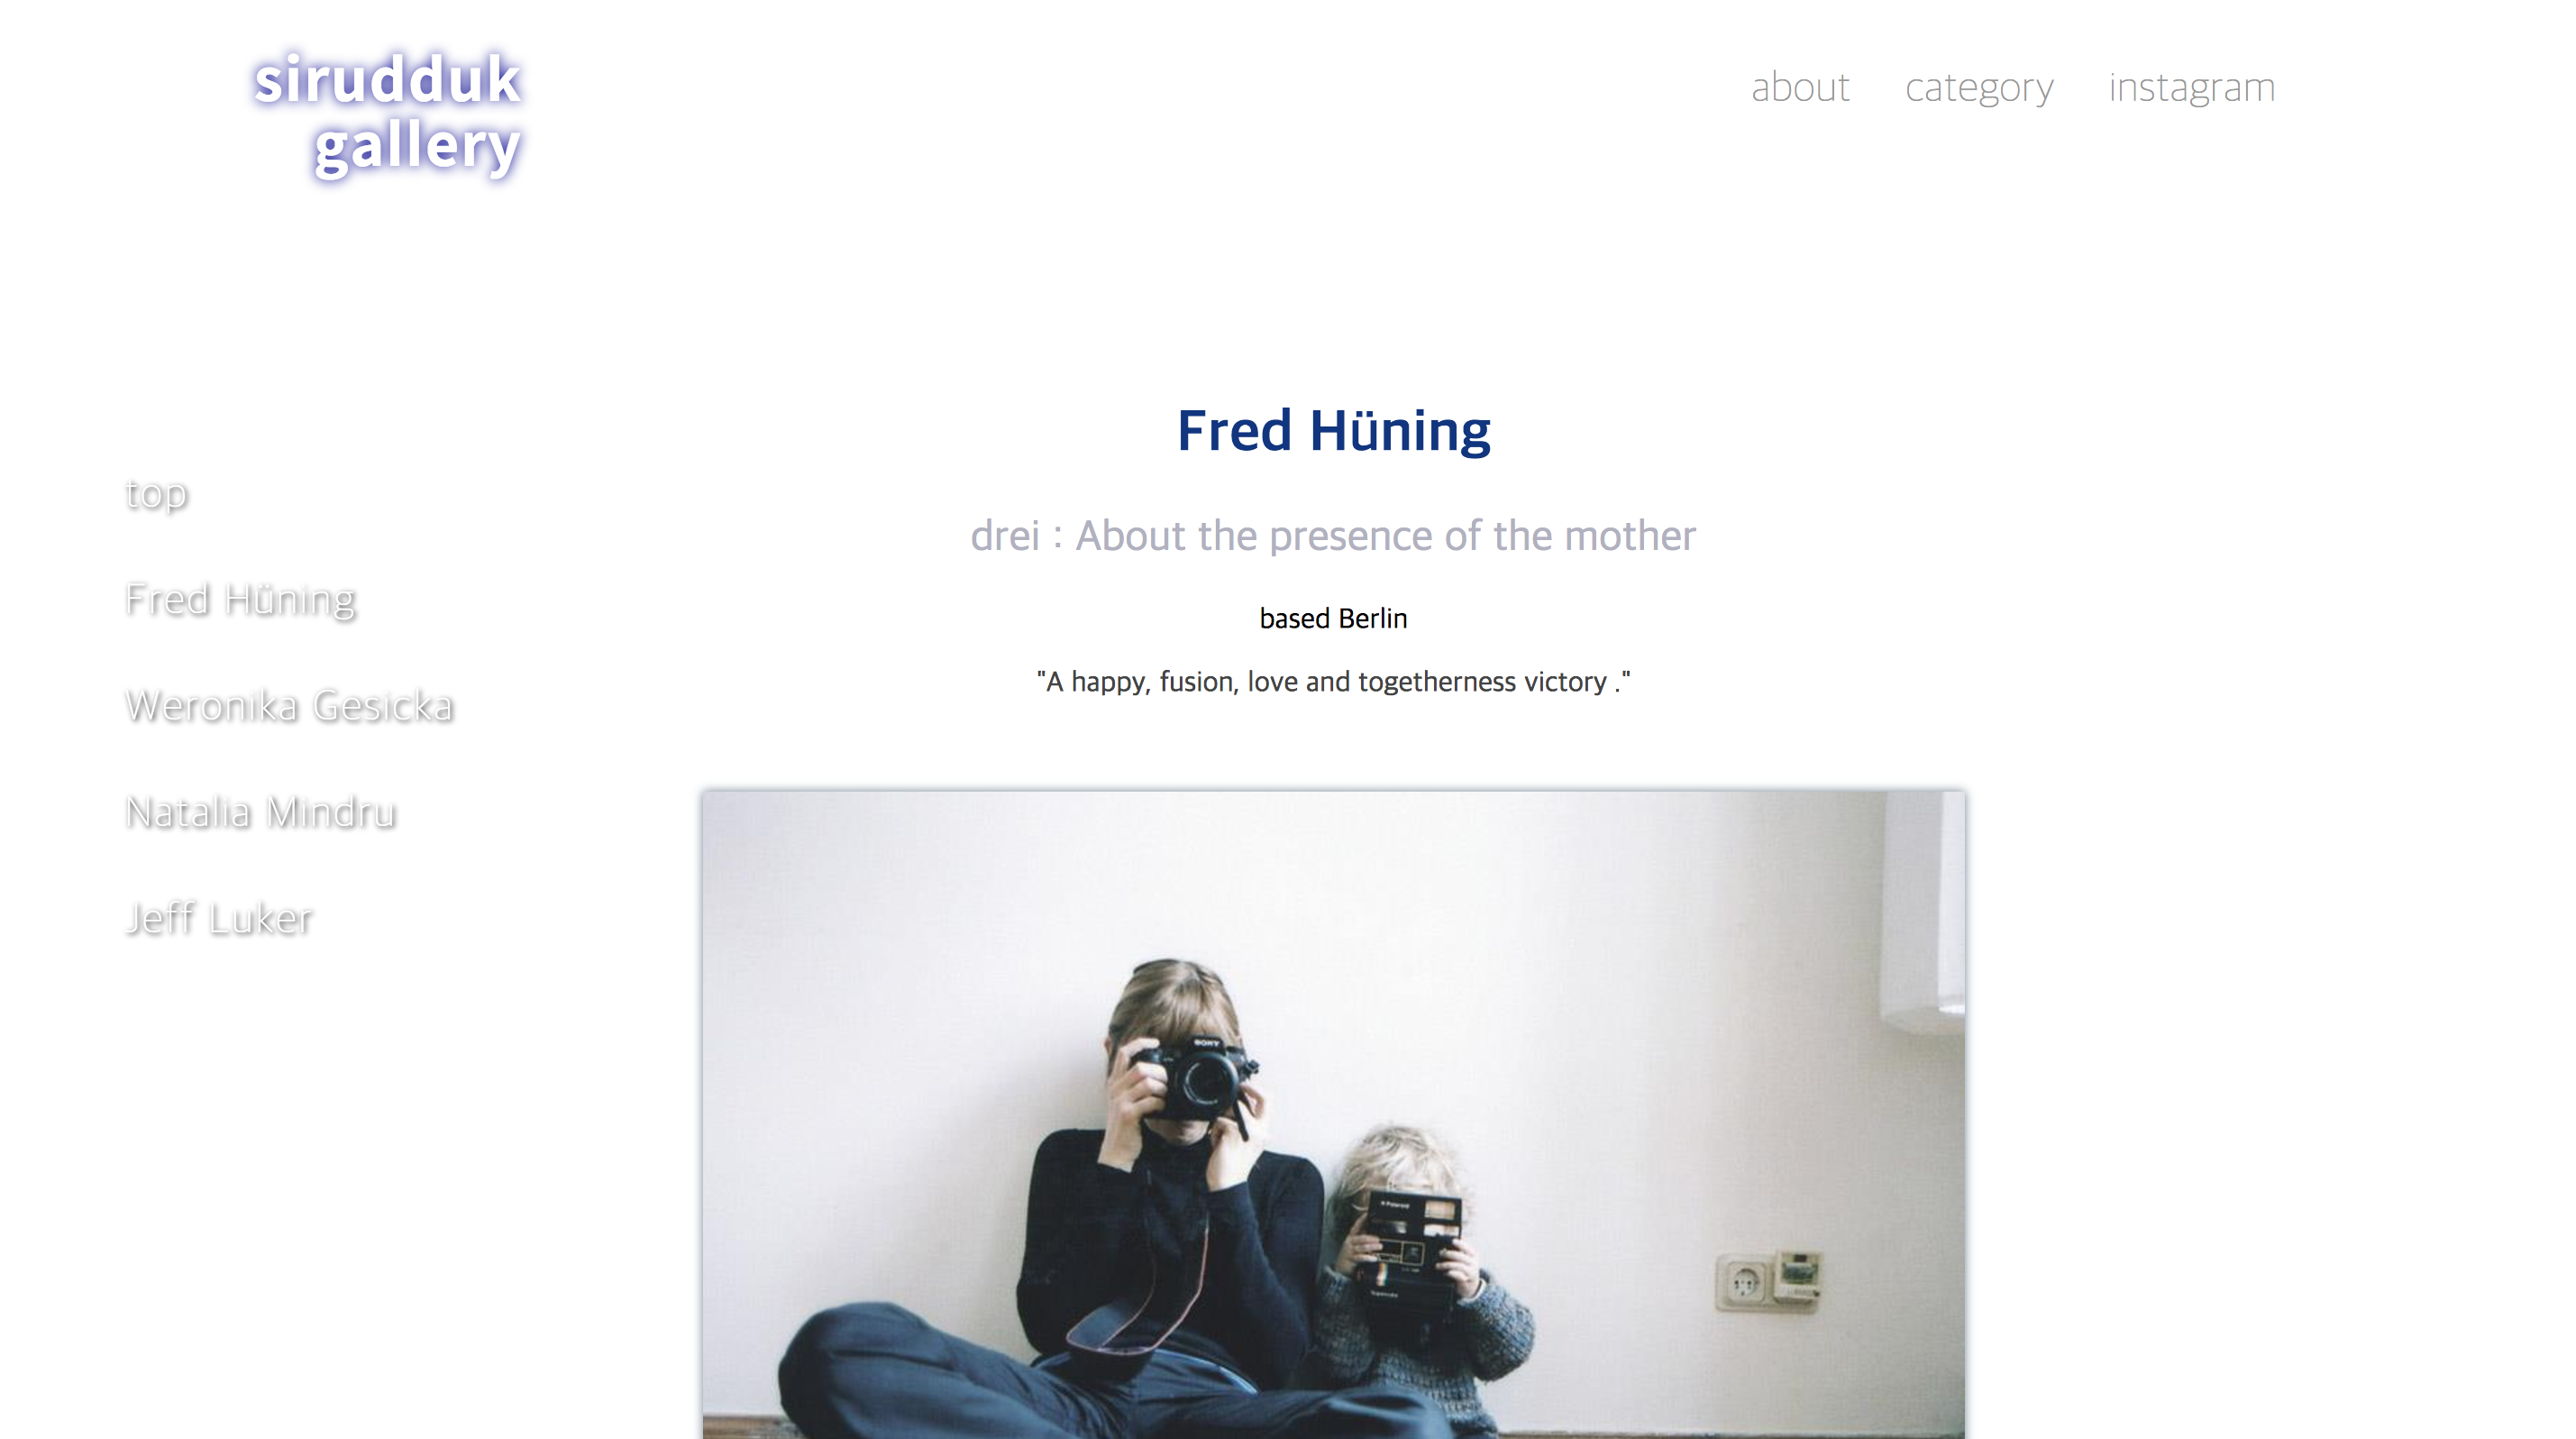 sirudduk
gallery
about category instagram
Fred Hüning
drei : About the presence of the mother
based Berlin
"A happy, fusion, love and togetherness victory ."
top
Fred Hüning
Weronika Gesicka
Natalia Mindru
Jeff Luker
SONY
Polaroid